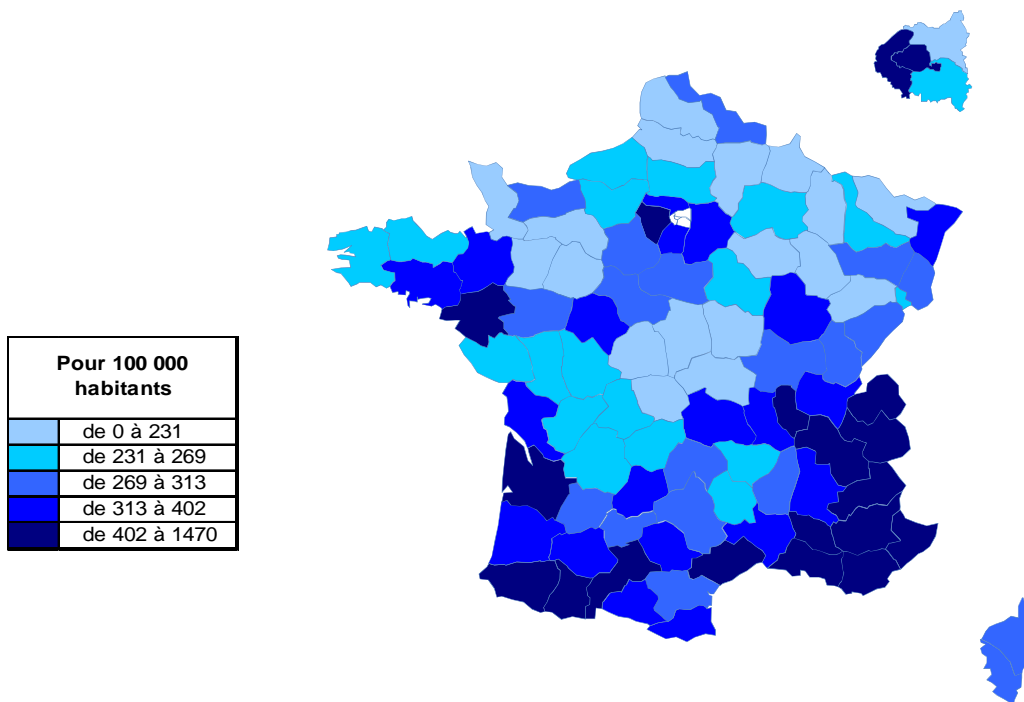 Pour 100 000
habitants
de 0 à 231
de 231 à 269
de 269 à 313
de 313 à 402
de 402 à 1470